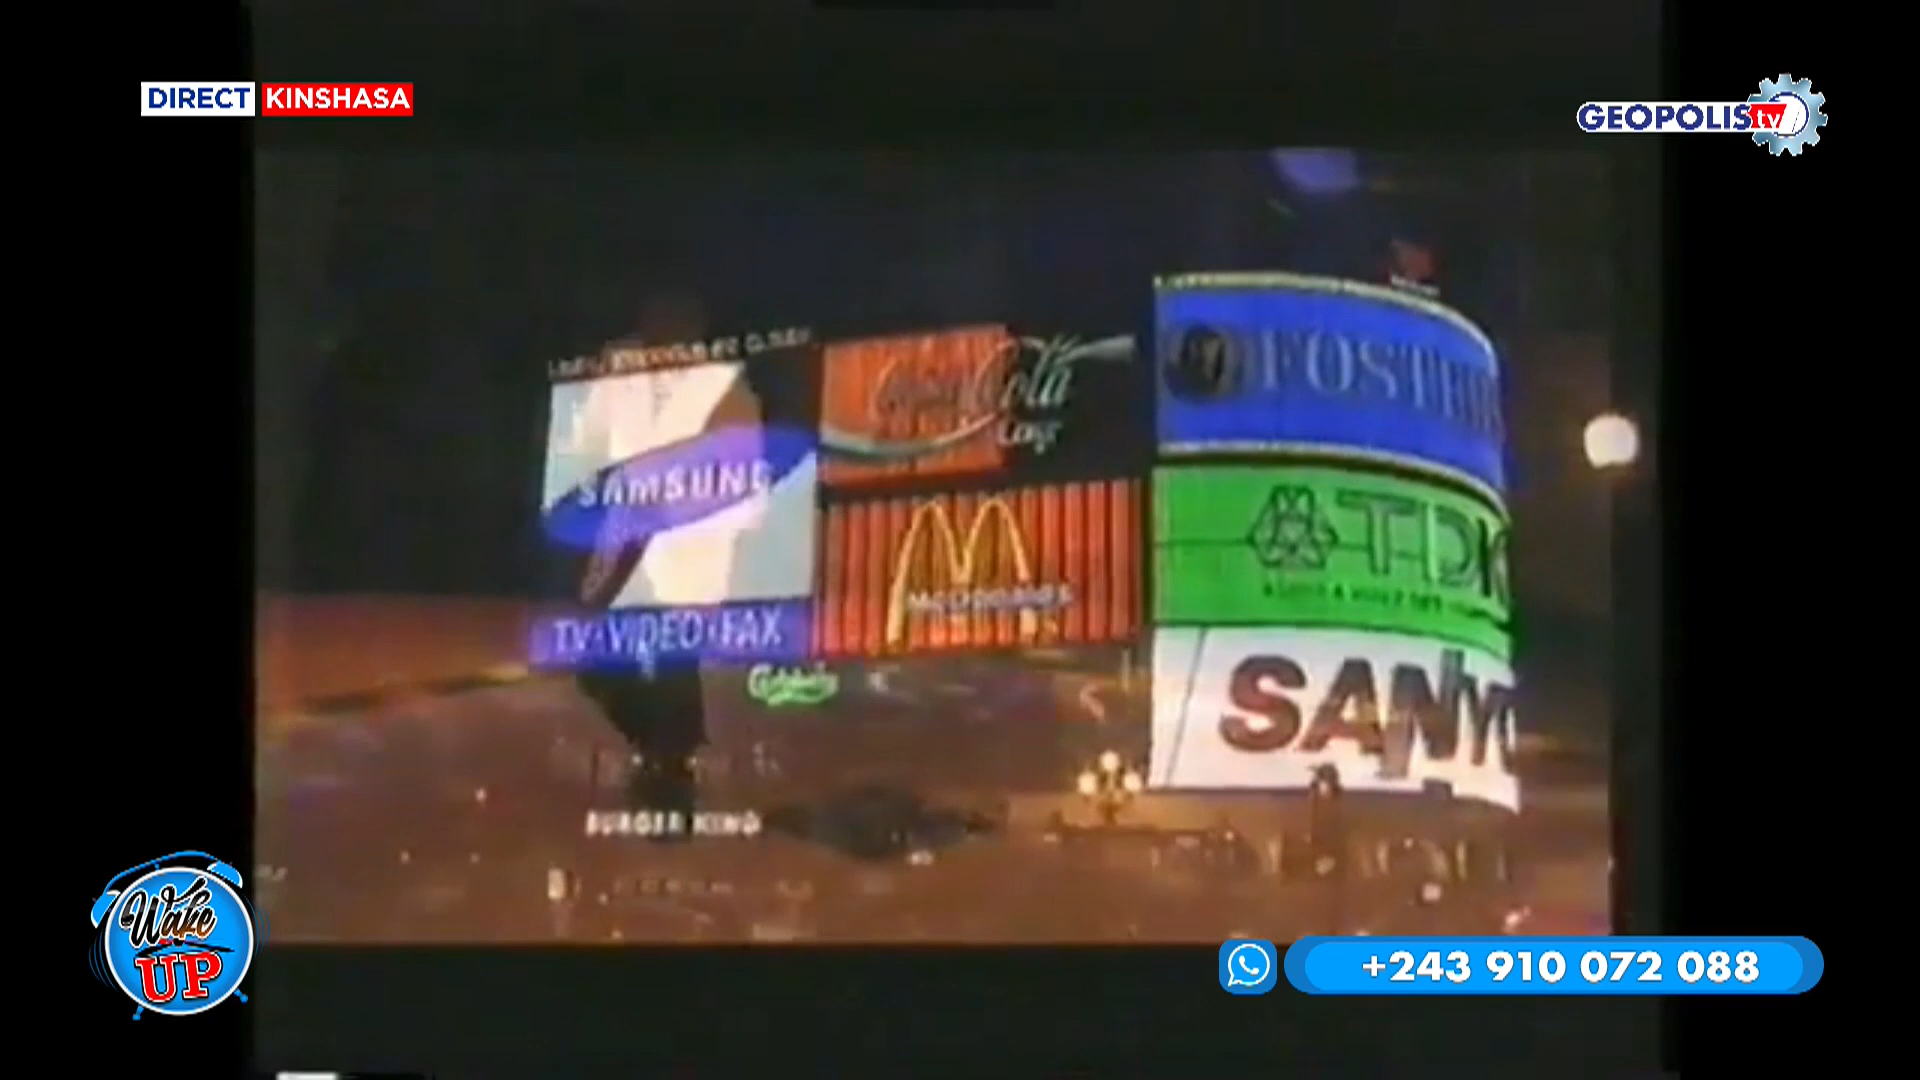 DIRECT KINSHASA
GEOPOLIS tv
Coca-Cola
FOSTER'S
SAMSUNG
McDonald's
TDK
TV·VIDEO·FAX
Carlsberg
SANYO
BURGER KING
Wake
UP
+243 910 072 088